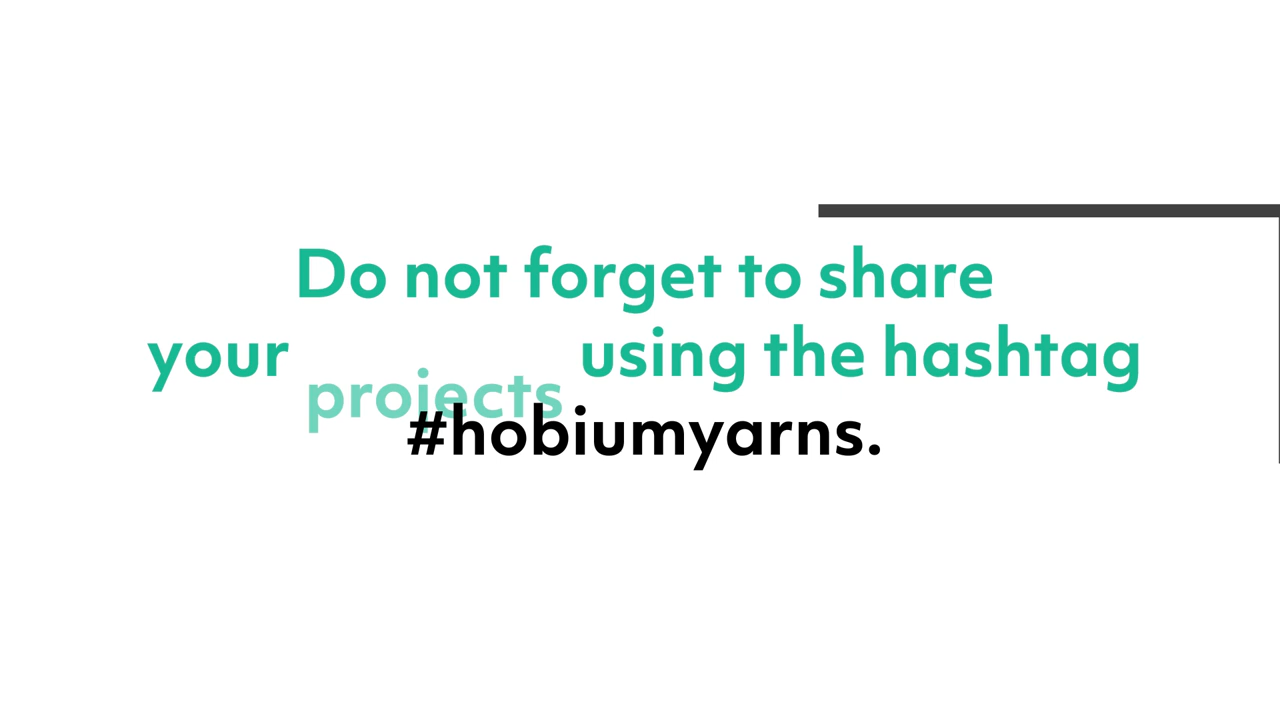 Do not forget to share
your projects using the hashtag
#hobiumyarns.